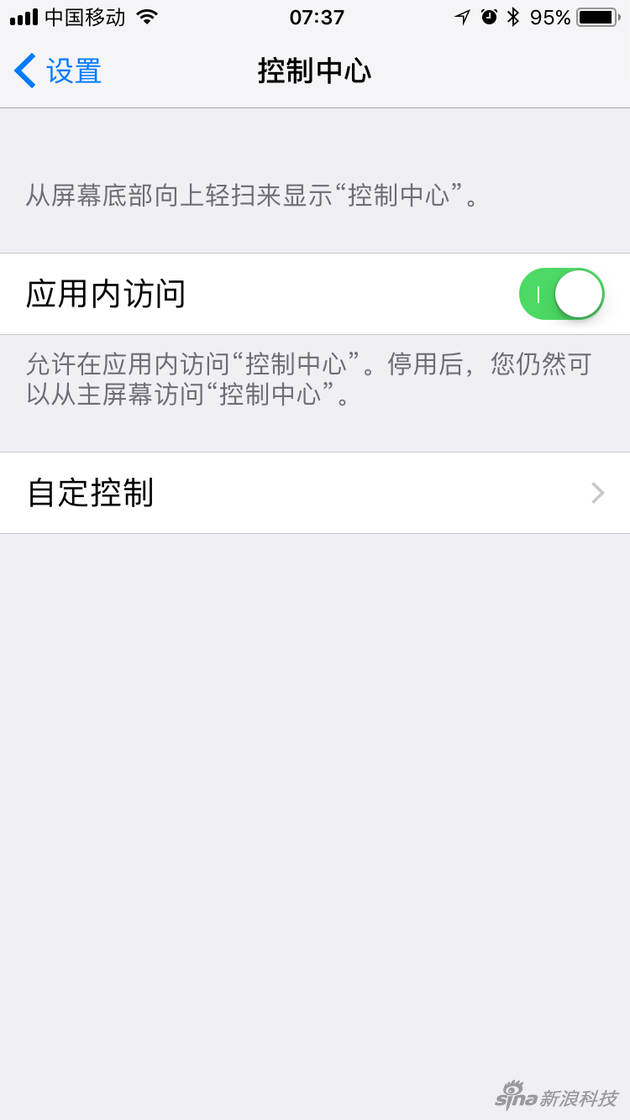 中国移动 07:37 95%
设置 控制中心
从屏幕底部向上轻扫来显示“控制中心”。
应用内访问
允许在应用内访问“控制中心”。停用后，您仍然可
以从主屏幕访问“控制中心”。
自定控制
sina 新浪科技